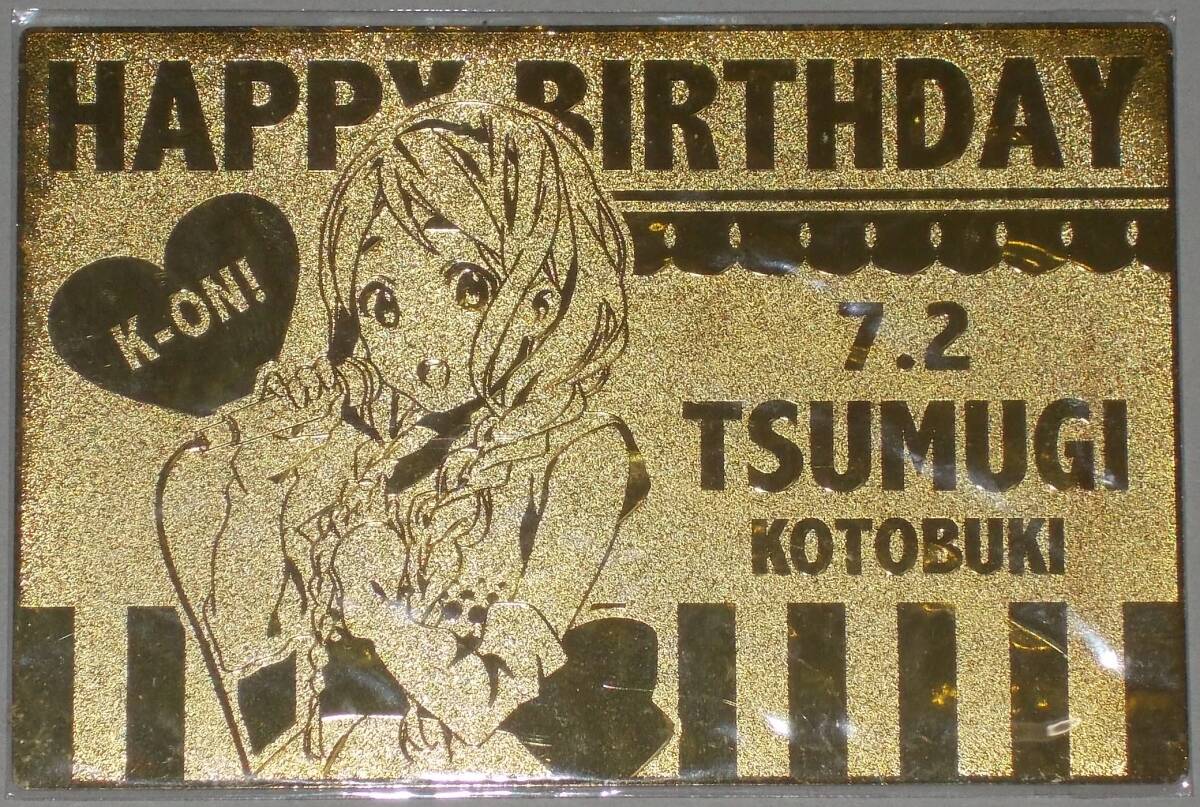 HAPPY BIRTHDAY
K-ON!
7.2
TSUMUGI
KOTOBUKI